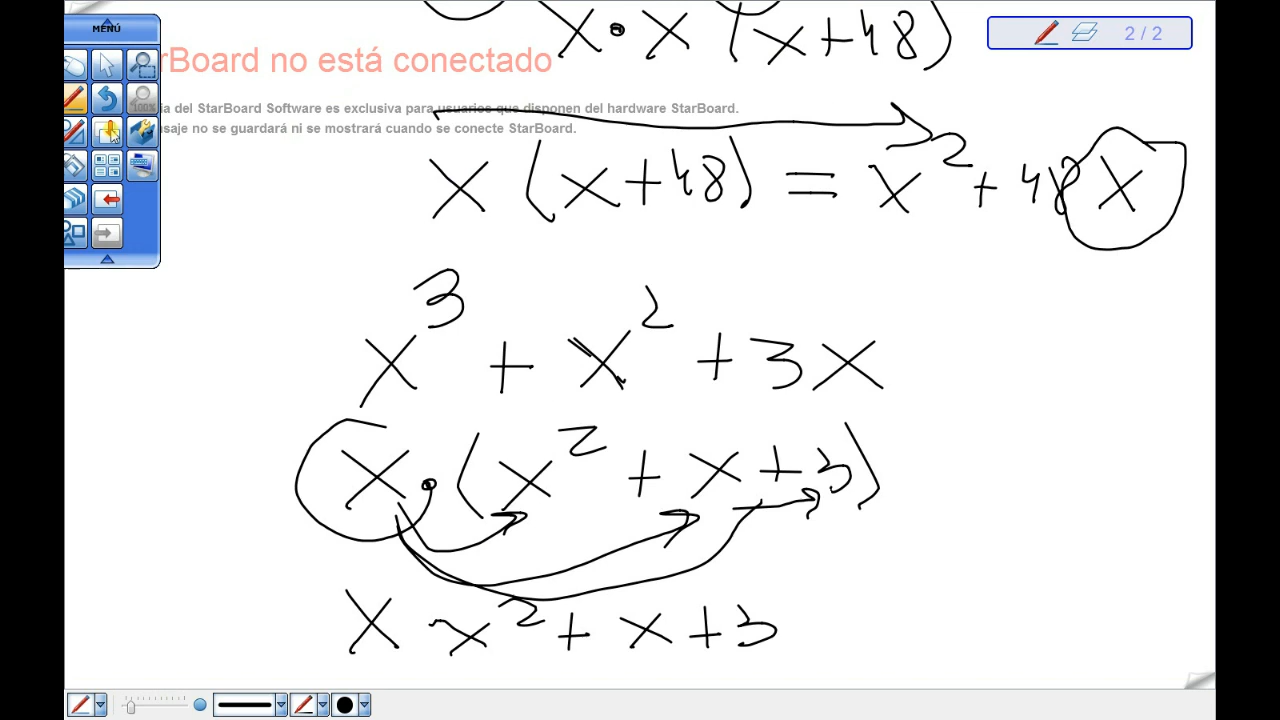 MENÚ
x • x (x+48)
2 / 2
rBoard no está conectado
100%
ia del StarBoard Software es exclusiva para usuarios que disponen del hardware StarBoard.
nsaje no se guardará ni se mostrará cuando se conecte StarBoard.
x (x+48) = x² + 48x
x³ + x² + 3x
x • (x² + x + 3)
x x² + x + 3